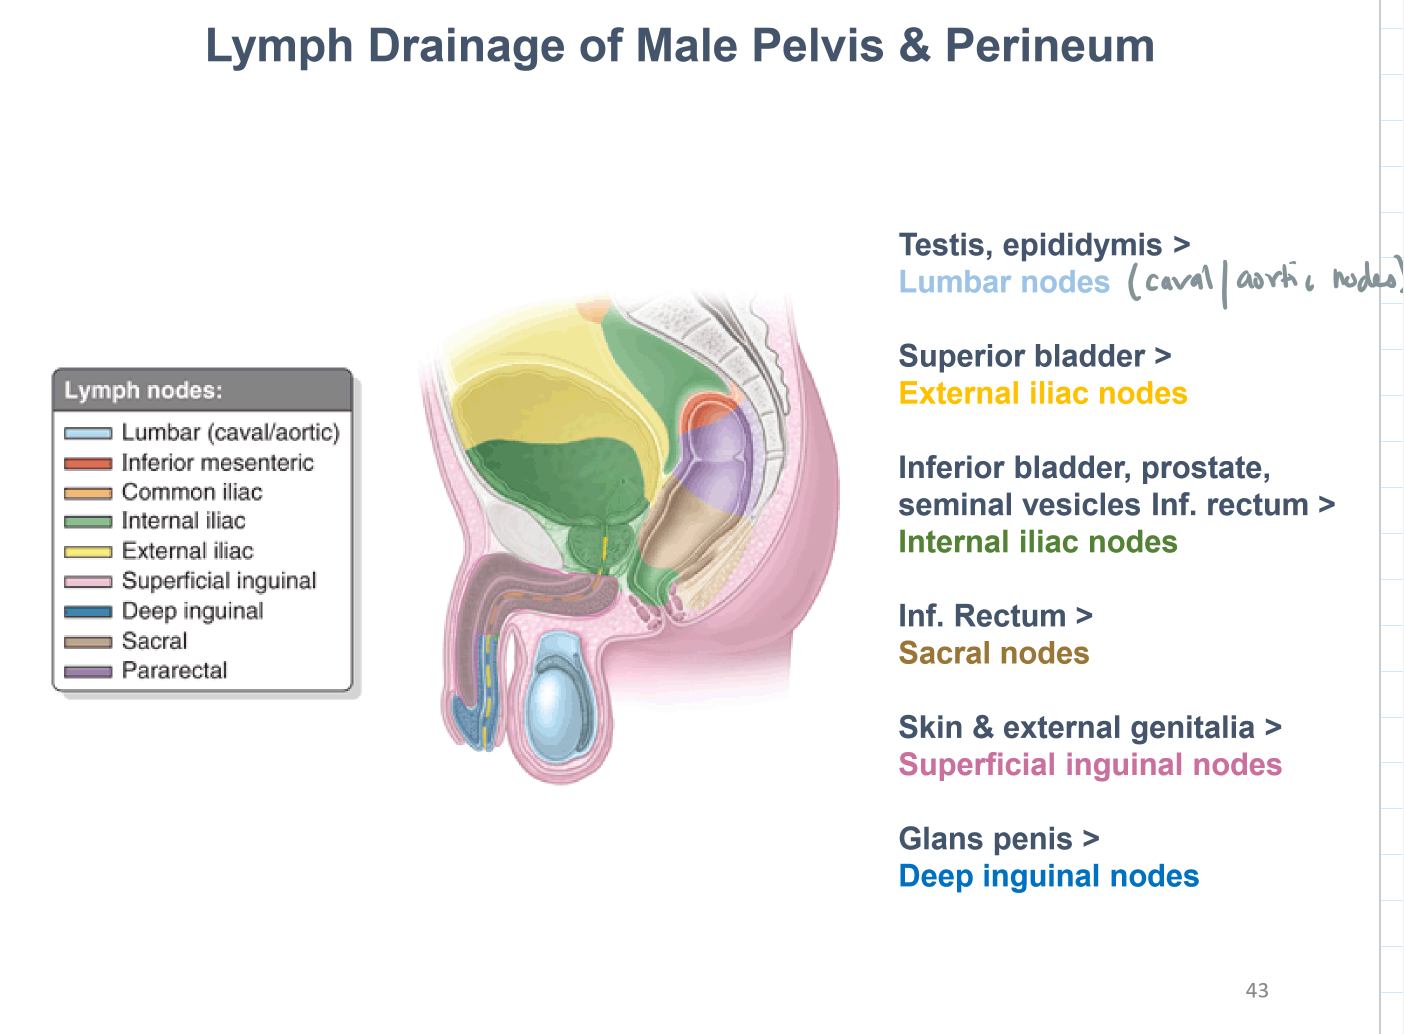 Lymph Drainage of Male Pelvis & Perineum
Lymph nodes:
Lumbar (caval/aortic)
Inferior mesenteric
Common iliac
Internal iliac
External iliac
Superficial inguinal
Deep inguinal
Sacral
Pararectal
Testis, epididymis >
Lumbar nodes (caval/aortic nodes)
Superior bladder >
External iliac nodes
Inferior bladder, prostate,
seminal vesicles Inf. rectum >
Internal iliac nodes
Inf. Rectum >
Sacral nodes
Skin & external genitalia >
Superficial inguinal nodes
Glans penis >
Deep inguinal nodes
43